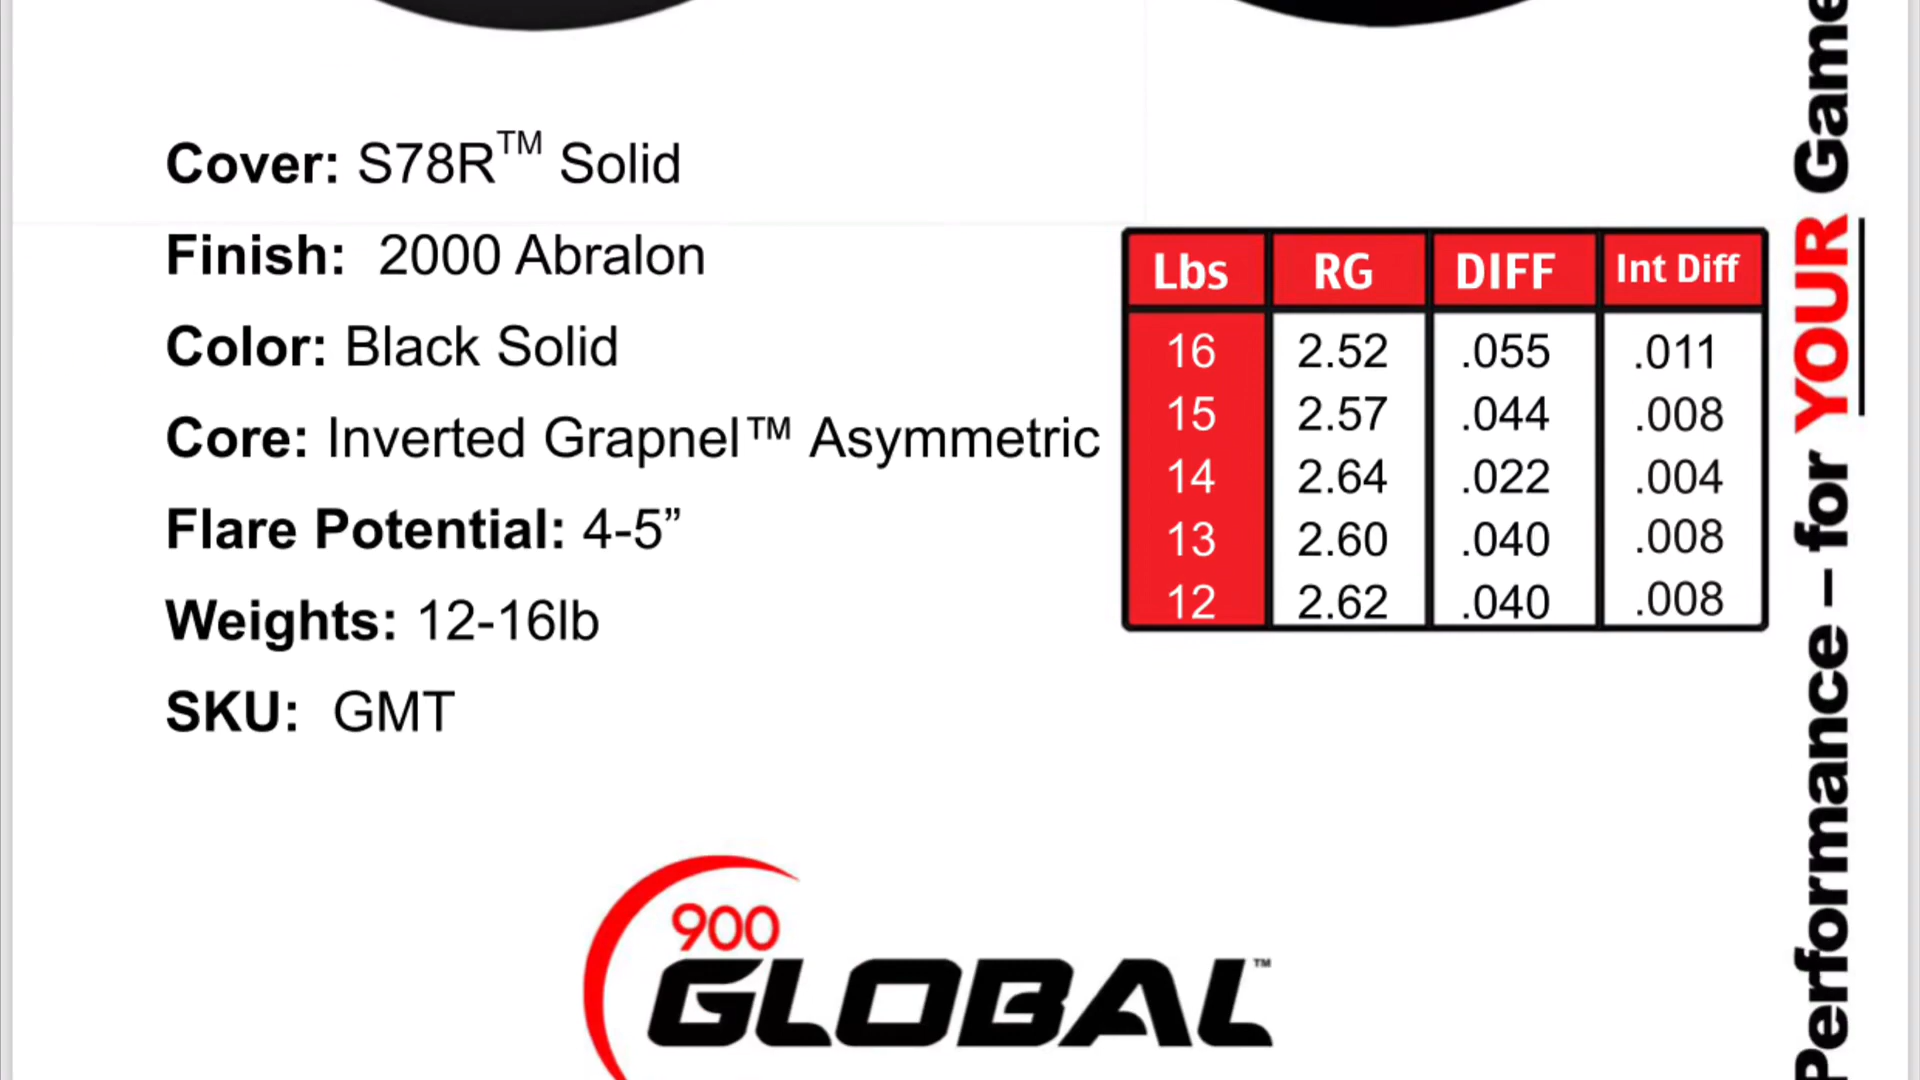 Cover: S78R™ Solid
Finish: 2000 Abralon
Color: Black Solid
Core: Inverted Grapnel™ Asymmetric
Flare Potential: 4-5”
Weights: 12-16lb
SKU: GMT
Lbs RG DIFF Int Diff
16 2.52 .055 .011
15 2.57 .044 .008
14 2.64 .022 .004
13 2.60 .040 .008
12 2.62 .040 .008
Performance – for YOUR Game
900
GLOBAL™